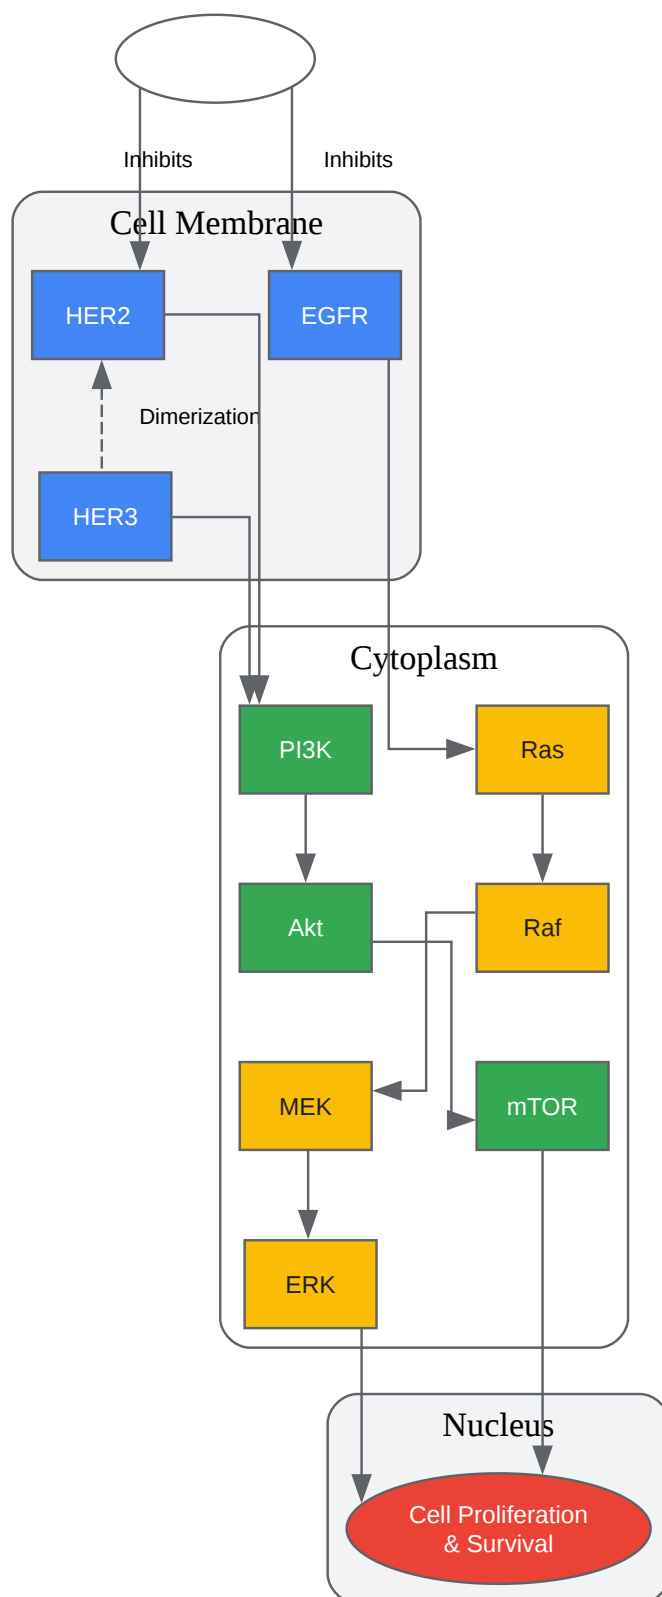 Inhibits
Inhibits
Cell Membrane
HER2
EGFR
Dimerization
HER3
Cytoplasm
PI3K
Ras
Akt
Raf
MEK
mTOR
ERK
Nucleus
Cell Proliferation
& Survival